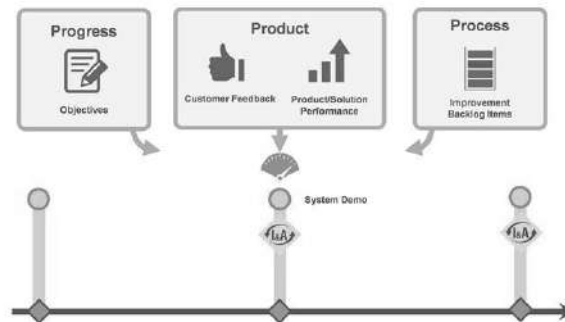 Progress
Objectives
Product
Customer Feedback
Product/Solution
Performance
Process
Improvement
Backlog Items
System Demo
I&A
I&A